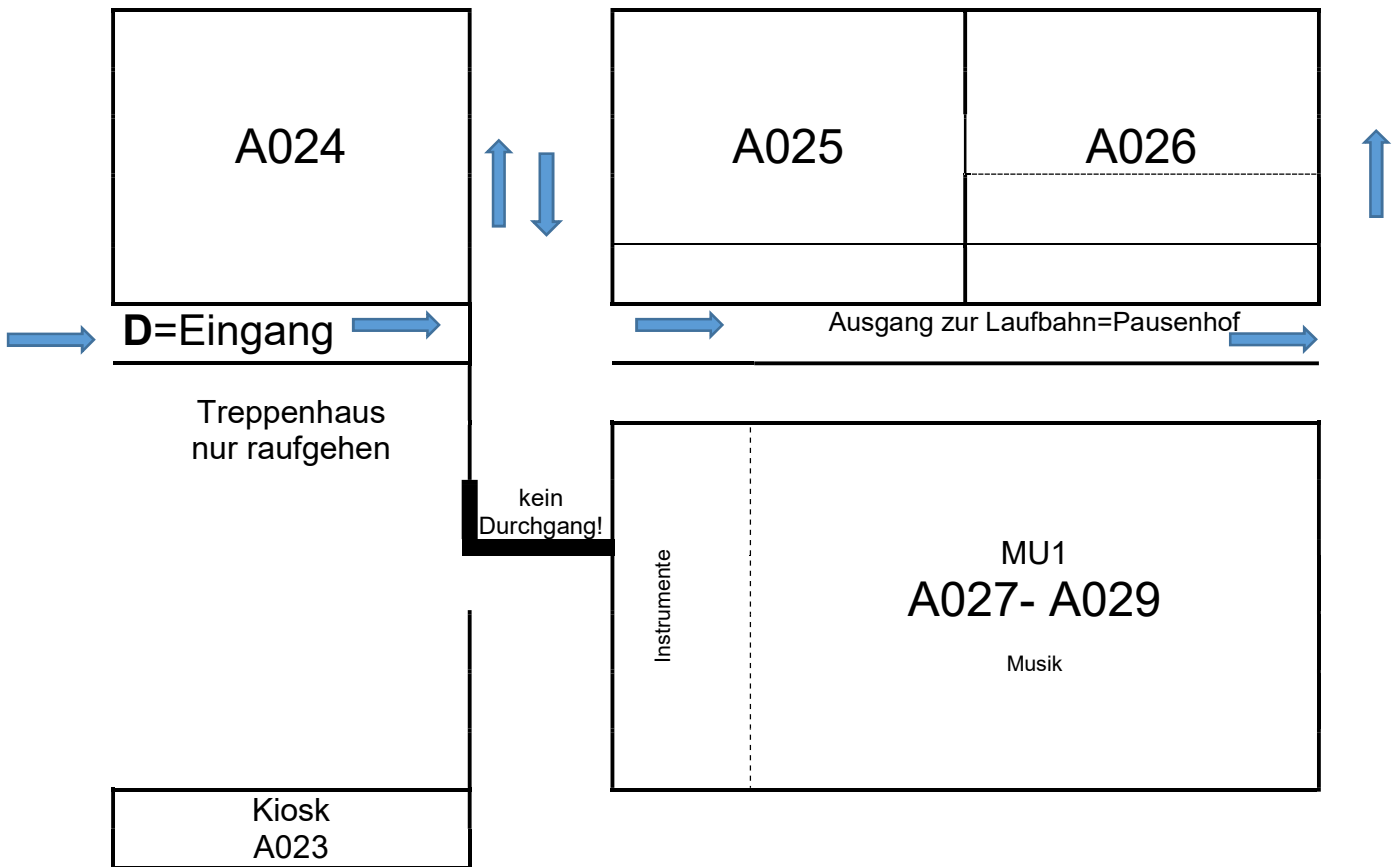 A024
A025
A026
D=Eingang
Ausgang zur Laufbahn=Pausenhof
Treppenhaus
nur raufgehen
kein
Durchgang!
Instrumente
MU1
A027- A029
Musik
Kiosk
A023